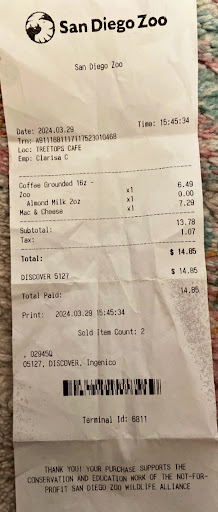 San Diego Zoo
San Diego Zoo
Date: 2024.03.29 Time: 15:45:34
Trn: A9111681117117523010468
Loc: TREETOPS CAFE
Emp: Clarisa C
Coffee Grounded 16z - x1 6.49
Zoo
Almond Milk 2oz x1 0.00
Mac & Cheese x1 7.29
Subtotal: 13.78
Tax: 1.07
Total: $ 14.85
DISCOVER 5127 $ 14.85
Total Paid: 14.85
Print: 2024.03.29 15:45:34
Sold Item Count: 2
, 02945Q
05127, DISCOVER, Ingenico
Terminal Id: 6811
THANK YOU! YOUR PURCHASE SUPPORTS THE
CONSERVATION AND EDUCATION WORK OF THE NOT-FOR-
PROFIT SAN DIEGO ZOO WILDLIFE ALLIANCE